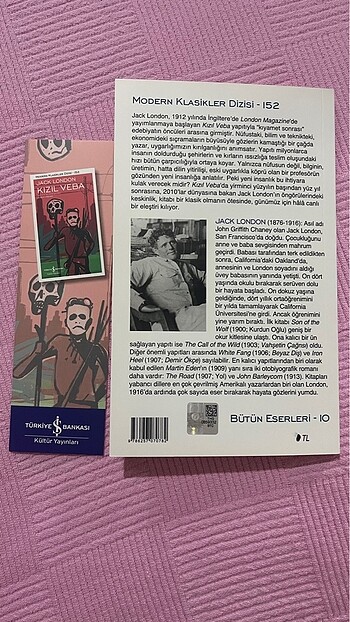 MODERN KLASİKLER DİZİSİ - 152
Jack London, 1912 yılında İngiltere'de London Magazine'de
yayımlanmaya başlayan Kızıl Veba yapıtıyla "kıyamet sonrası"
edebiyatın öncüleri arasına girmiştir. Nüfustaki, bilim ve teknikteki,
ekonomideki sıçramaların büyüsüyle gözlerin kamaştığı bir çağda
yazar, uygarlığımızın kırılganlığını anımsatır. Yapıtı milyonlarca
insanın doldurduğu şehirlerin ve kırların ıssızlığa teslim oluşundaki
hızı bütün çarpıcılığıyla ortaya koyar. Yalnızca nüfusun değil, bilginin,
üretimin, hatta dilin yitirilişi, eski uygarlıkla köprü olan bir profesörün
gözünden yeni insanlığa anlatılır. Peki yeni insanlık bu ihtiyara
kulak verecek midir? Kızıl Veba'da yirminci yüzyılın başından yüz yıl
sonrasına, 2010'lar dünyasına bakan Jack London'ın öngörülerindeki
keskinlik, kitabı bir klasik olmanın ötesinde, günümüz için hâlâ canlı
bir eleştiri kılıyor.
JACK LONDON (1876-1916): Asıl adı
John Griffith Chaney olan Jack London,
San Francisco'da doğdu. Çocukluğunu
anne ve baba sevgisinden mahrum
geçirdi. Babası tarafından terk edildikten
sonra, California'daki Oakland'da,
annesinin ve London soyadını aldığı
üvey babasının yanında yetişti. On dört
yaşında okulu bırakarak serüven dolu
bir hayata başladı. On dokuz yaşına
geldiğinde, dört yıllık ortaöğrenimini
bir yılda tamamlayarak California
Üniversitesi'ne girdi. Ancak öğrenimini
yine yarım bıraktı. İlk kitabı Son of the
Wolf (1900; Kurdun Oğlu) geniş bir
okur kitlesine ulaştı. Ona kalıcı bir ün
sağlayan yapıtı ise The Call of the Wild (1903; Vahşetin Çağrısı) oldu.
Diğer önemli yapıtları arasında White Fang (1906; Beyaz Diş) ve Iron
Heel (1907; Demir Ökçe) sayılabilir. En kalıcı yapıtlarından biri olarak
kabul edilen Martin Eden'in (1909) yanı sıra iki otobiyografik romanı
daha vardır: The Road (1907; Yol) ve John Barleycorn (1913). Kitapları
yabancı dillere en çok çevrilmiş Amerikalı yazarlardan biri olan London,
1916'da ardında çok sayıda eser bırakarak hayata gözlerini yumdu.
BÜTÜN ESERLERİ - 10
TL
JACK LONDON
KIZIL VEBA
TÜRKİYE İŞ BANKASI
Kültür Yayınları